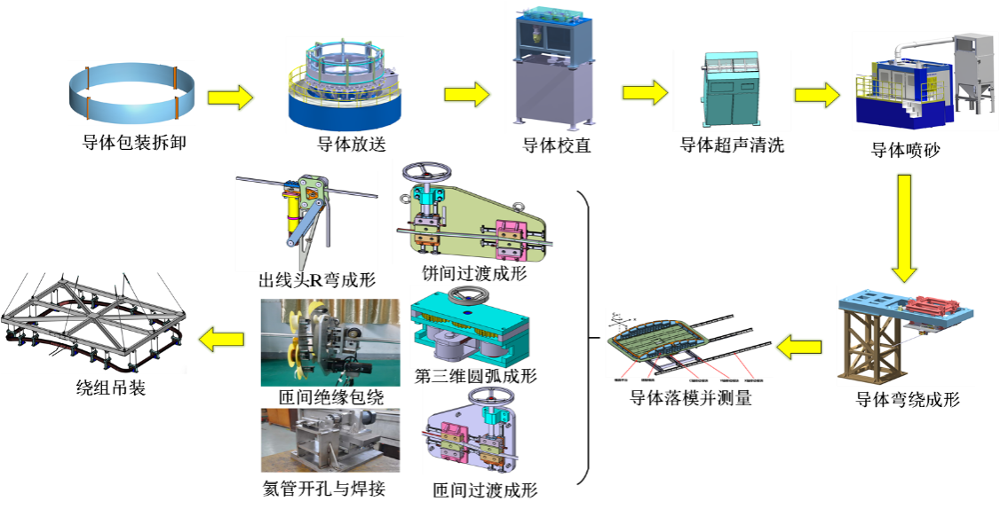 导体包装拆卸
导体放送
导体校直
导体超声清洗
导体喷砂
导体弯绕成形
导体落模并测量
出线头R弯成形
饼间过渡成形
匝间绝缘包绕
第三维圆弧成形
氦管开孔与焊接
匝间过渡成形
绕组吊装